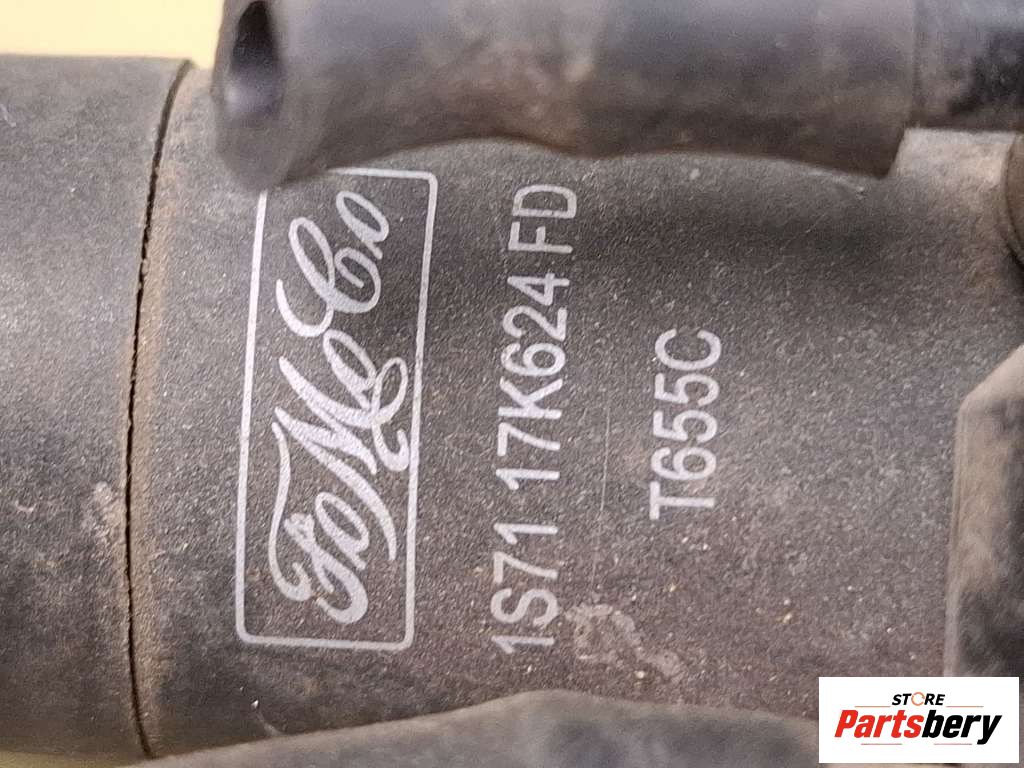 FoMoCo
1S71 17K624 FD
T655C
STORE
Partsbery